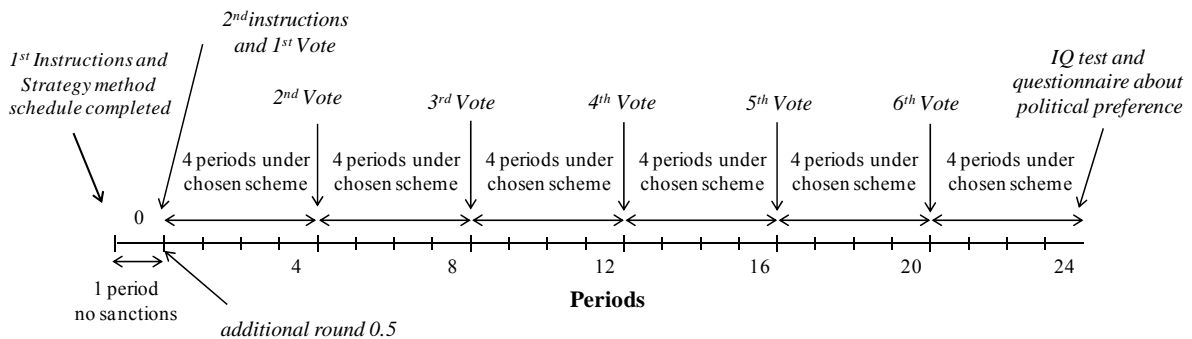 2nd instructions
and 1st Vote
1st Instructions and
Strategy method
schedule completed
IQ test and
questionnaire about
political preference
2nd Vote
3rd Vote
4th Vote
5th Vote
6th Vote
4 periods under
chosen scheme
4 periods under
chosen scheme
4 periods under
chosen scheme
4 periods under
chosen scheme
4 periods under
chosen scheme
4 periods under
chosen scheme
0
4
8
12
16
20
24
1 period
no sanctions
Periods
additional round 0.5